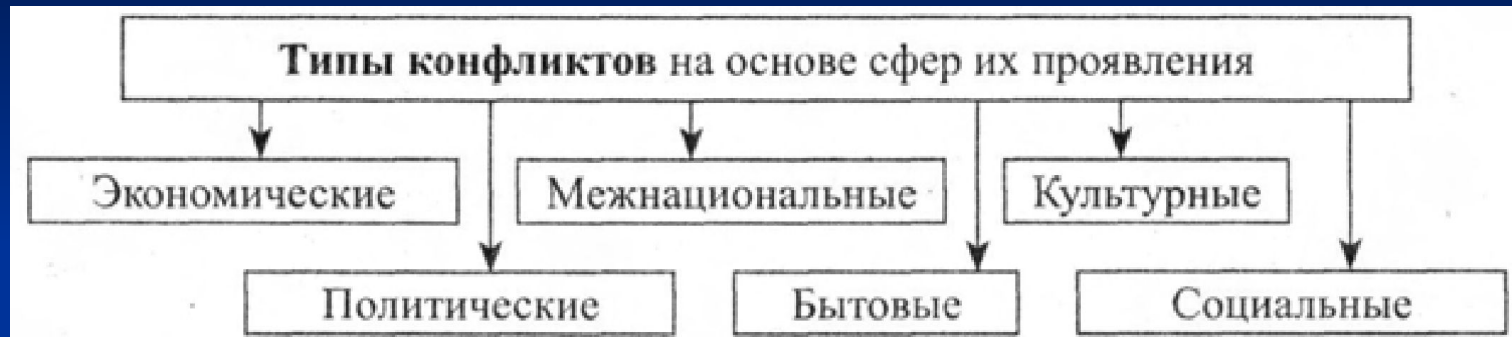 Типы конфликтов на основе сфер их проявления
Экономические
Межнациональные
Культурные
Политические
Бытовые
Социальные